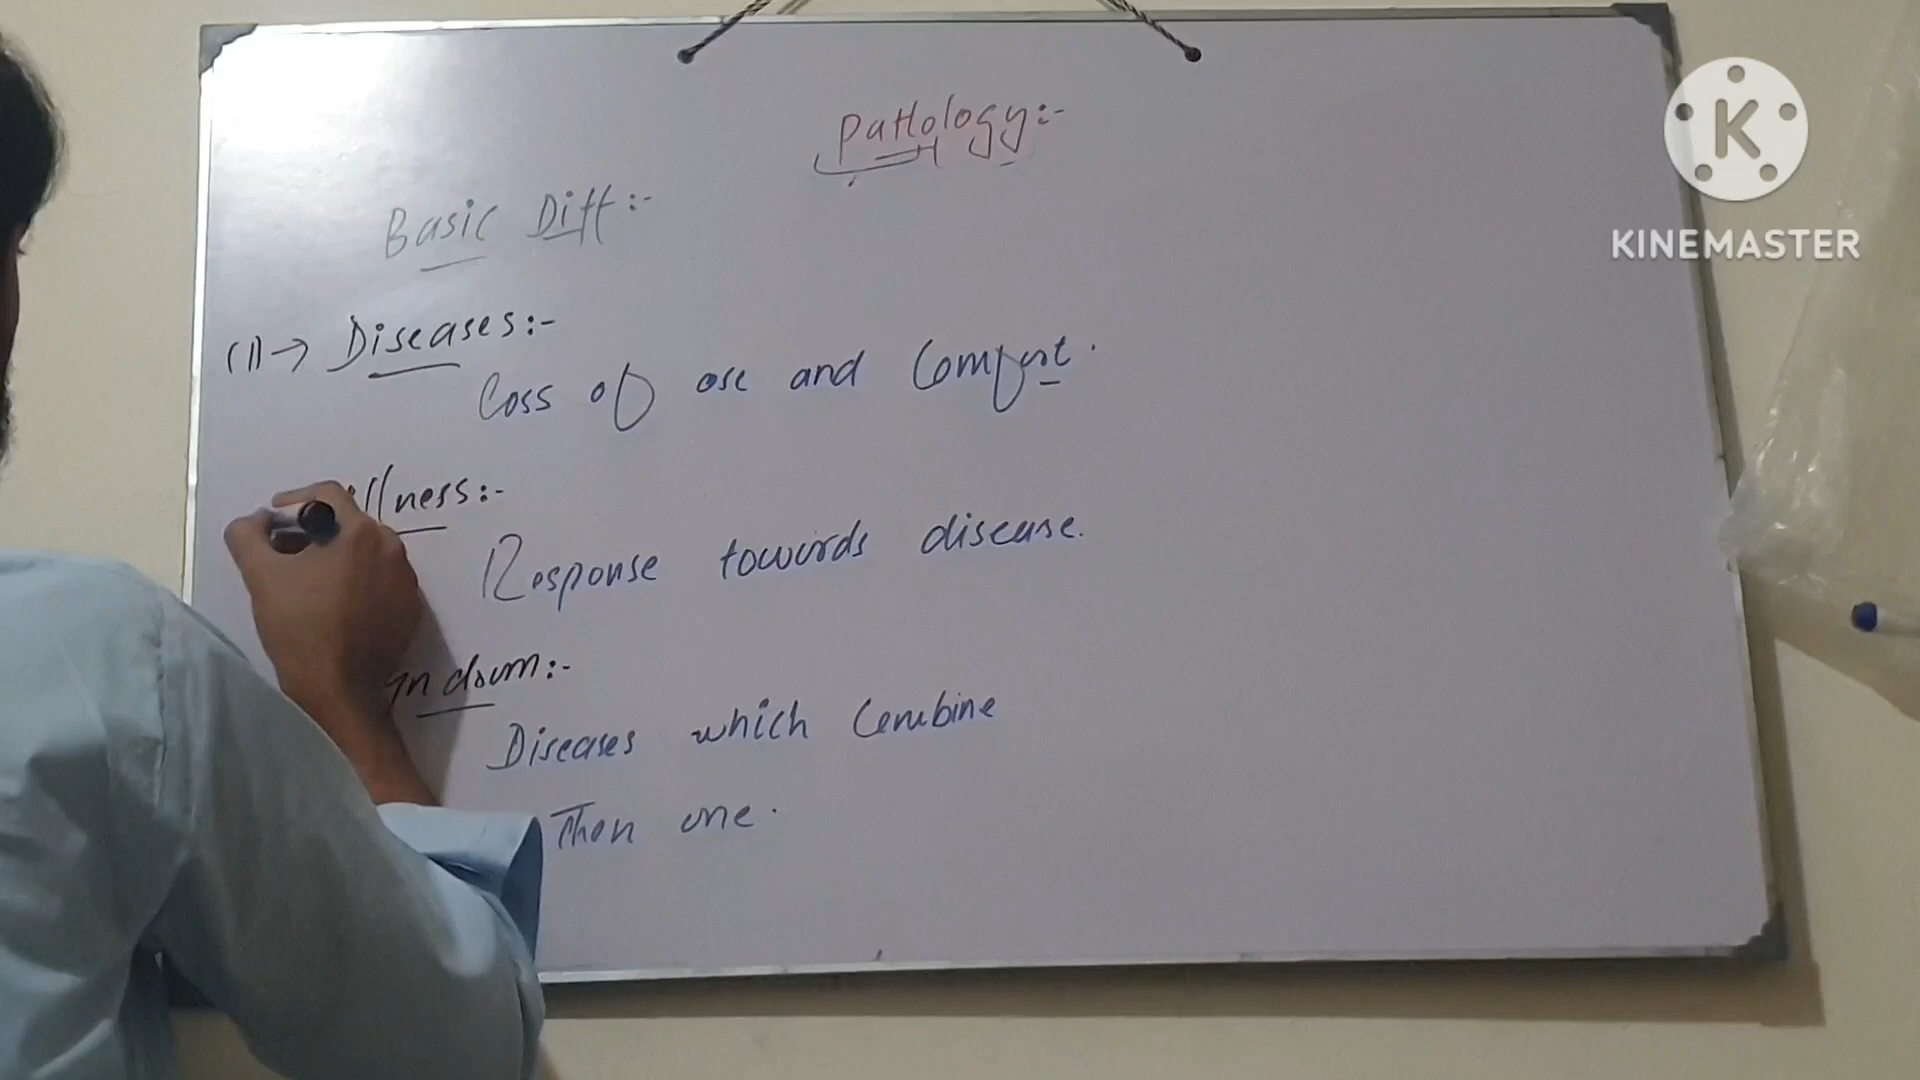 Pathology:-
Basic Diff:-
(1)→ Diseases:-
Loss of ase and Comfort.
Illness:-
Response towards disease.
yndrum:-
Diseases which Combine
Than one.
K
KINEMASTER